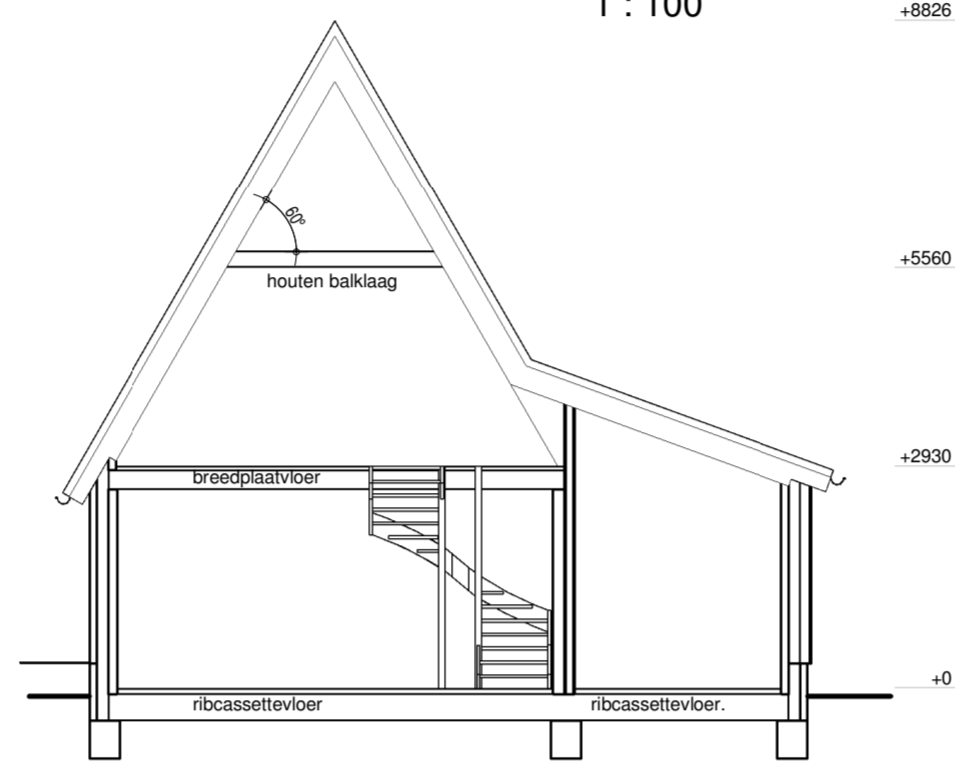 1 : 100
+8826
60°
+5560
houten balklaag
+2930
breedplaatvloer
+0
ribcassettevloer
ribcassettevloer.